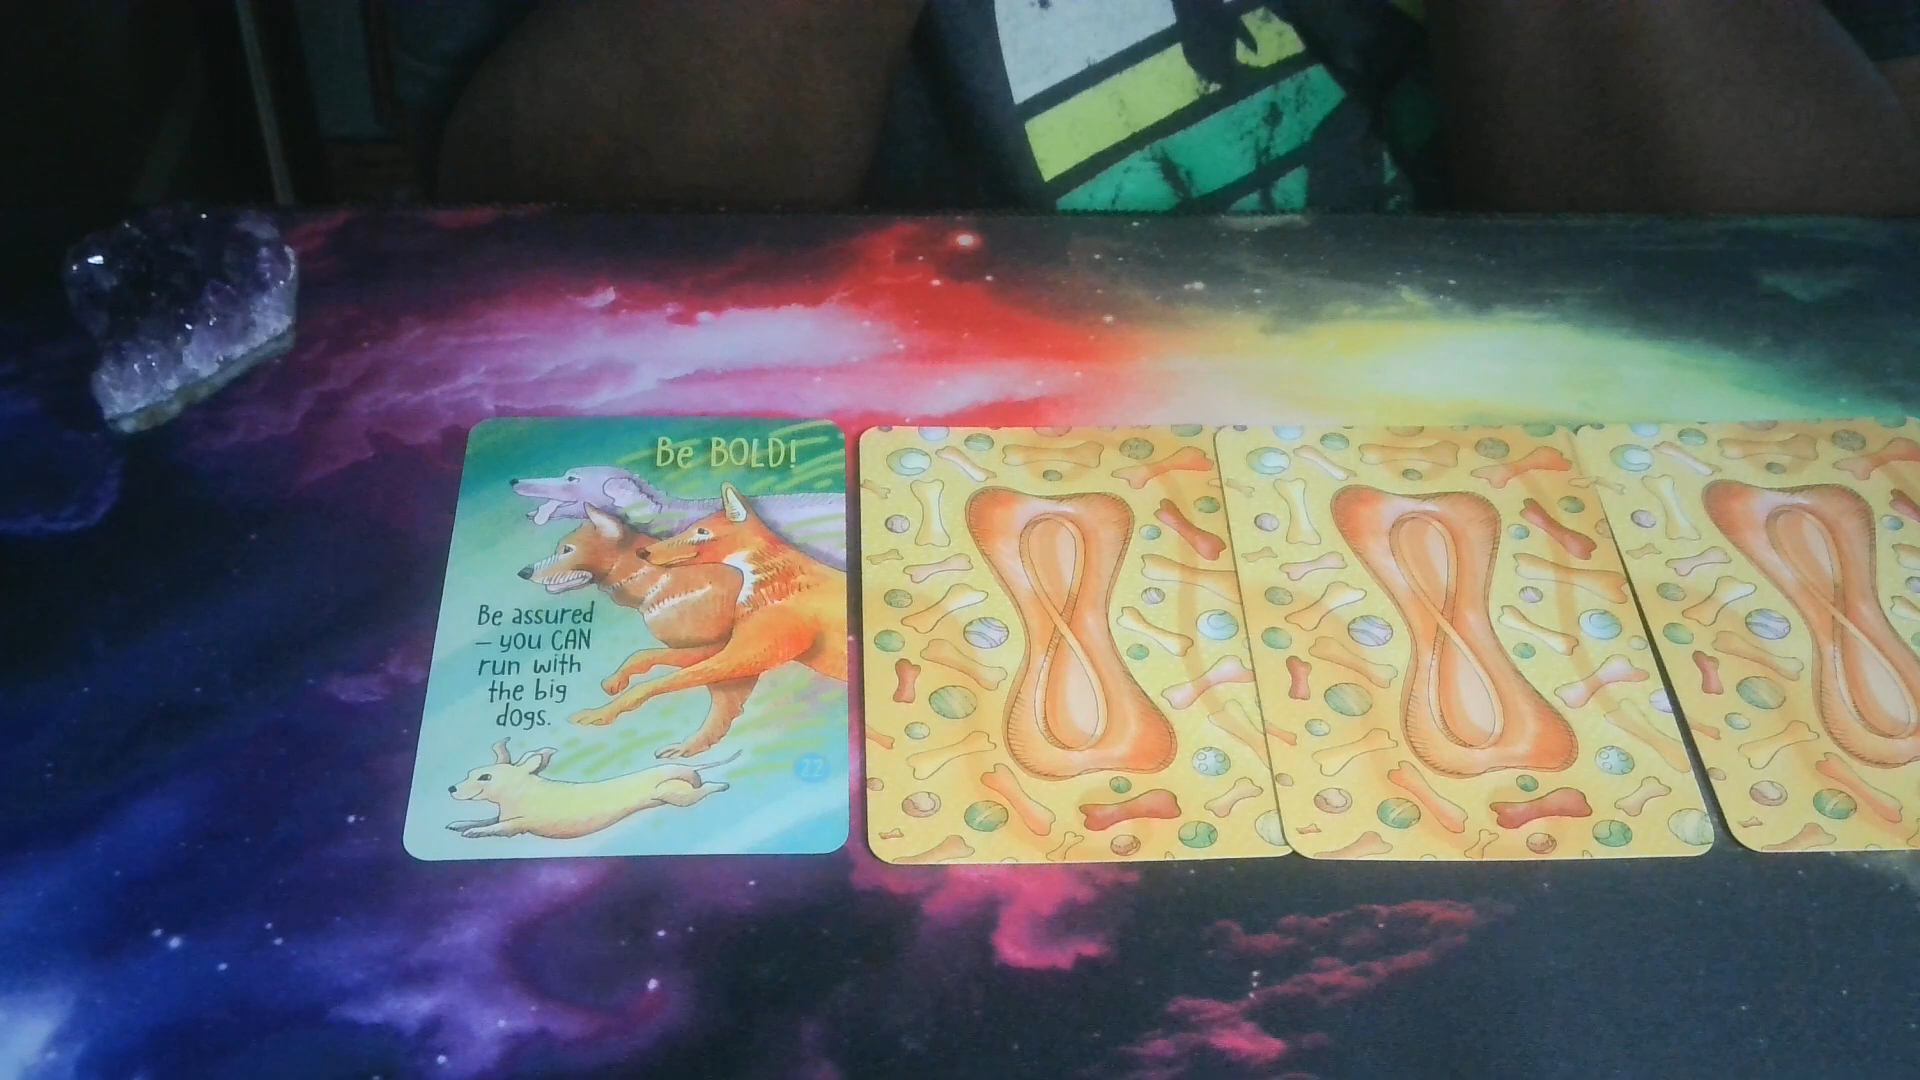 Be BOLD!
Be assured
– you CAN
run with
the big
dogs.
22